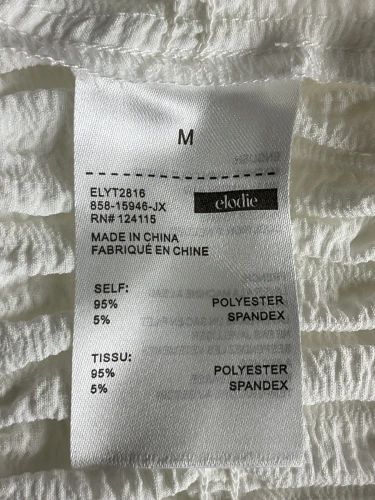 M
ELYT2816
858-15946-JX
elodie
RN# 124115
MADE IN CHINA
FABRIQUÉ EN CHINE
SELF:
95% POLYESTER
5% SPANDEX
TISSU:
95% POLYESTER
5% SPANDEX